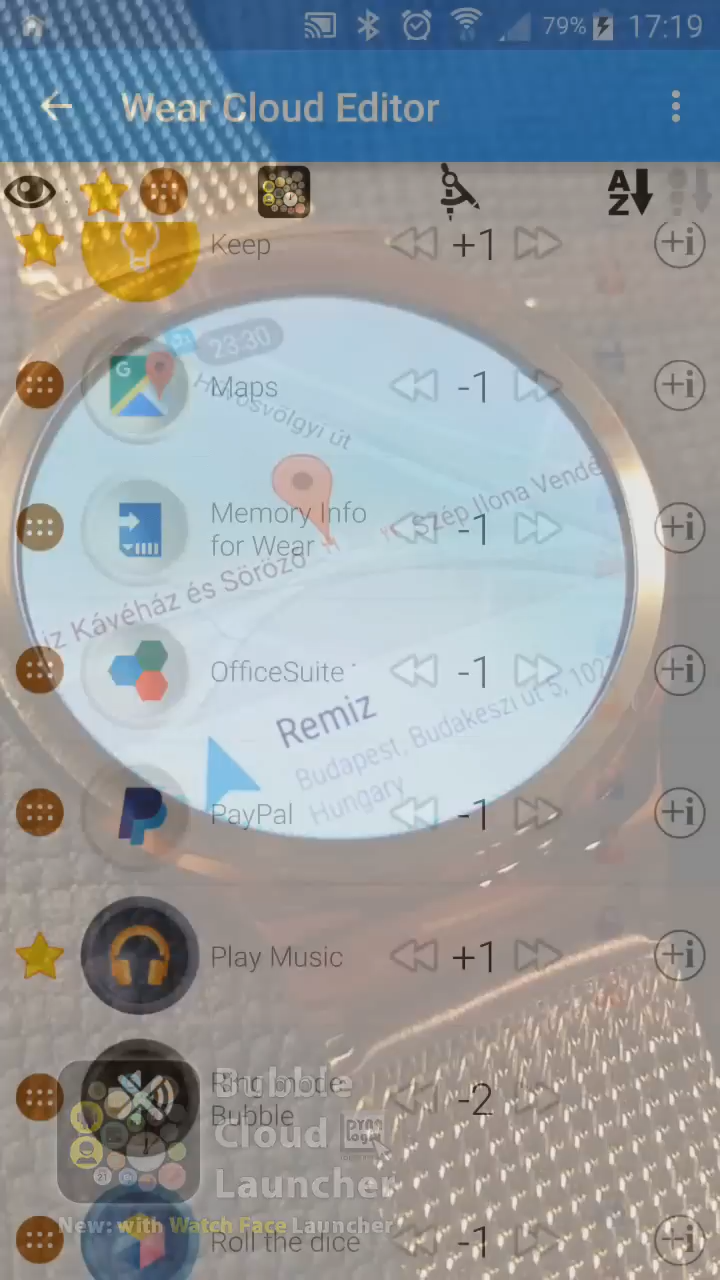 79% 17:19
Wear Cloud Editor
A
Z
Keep +1 +i
23:30
G
Maps -1 +i
Memory Info
for Wear -1 +i
Szép Ilona Vendé
iz Kávéház és Söröző
OfficeSuite -1 +i
Remiz
Budapest, Budakeszi út 5, 102
Hungary
PayPal -1 +i
Play Music +1 +i
Ring mode
Bubble -2
Bubble
Cloud
Launcher
New: with Watch Face Launcher
Roll the dice -1 +i